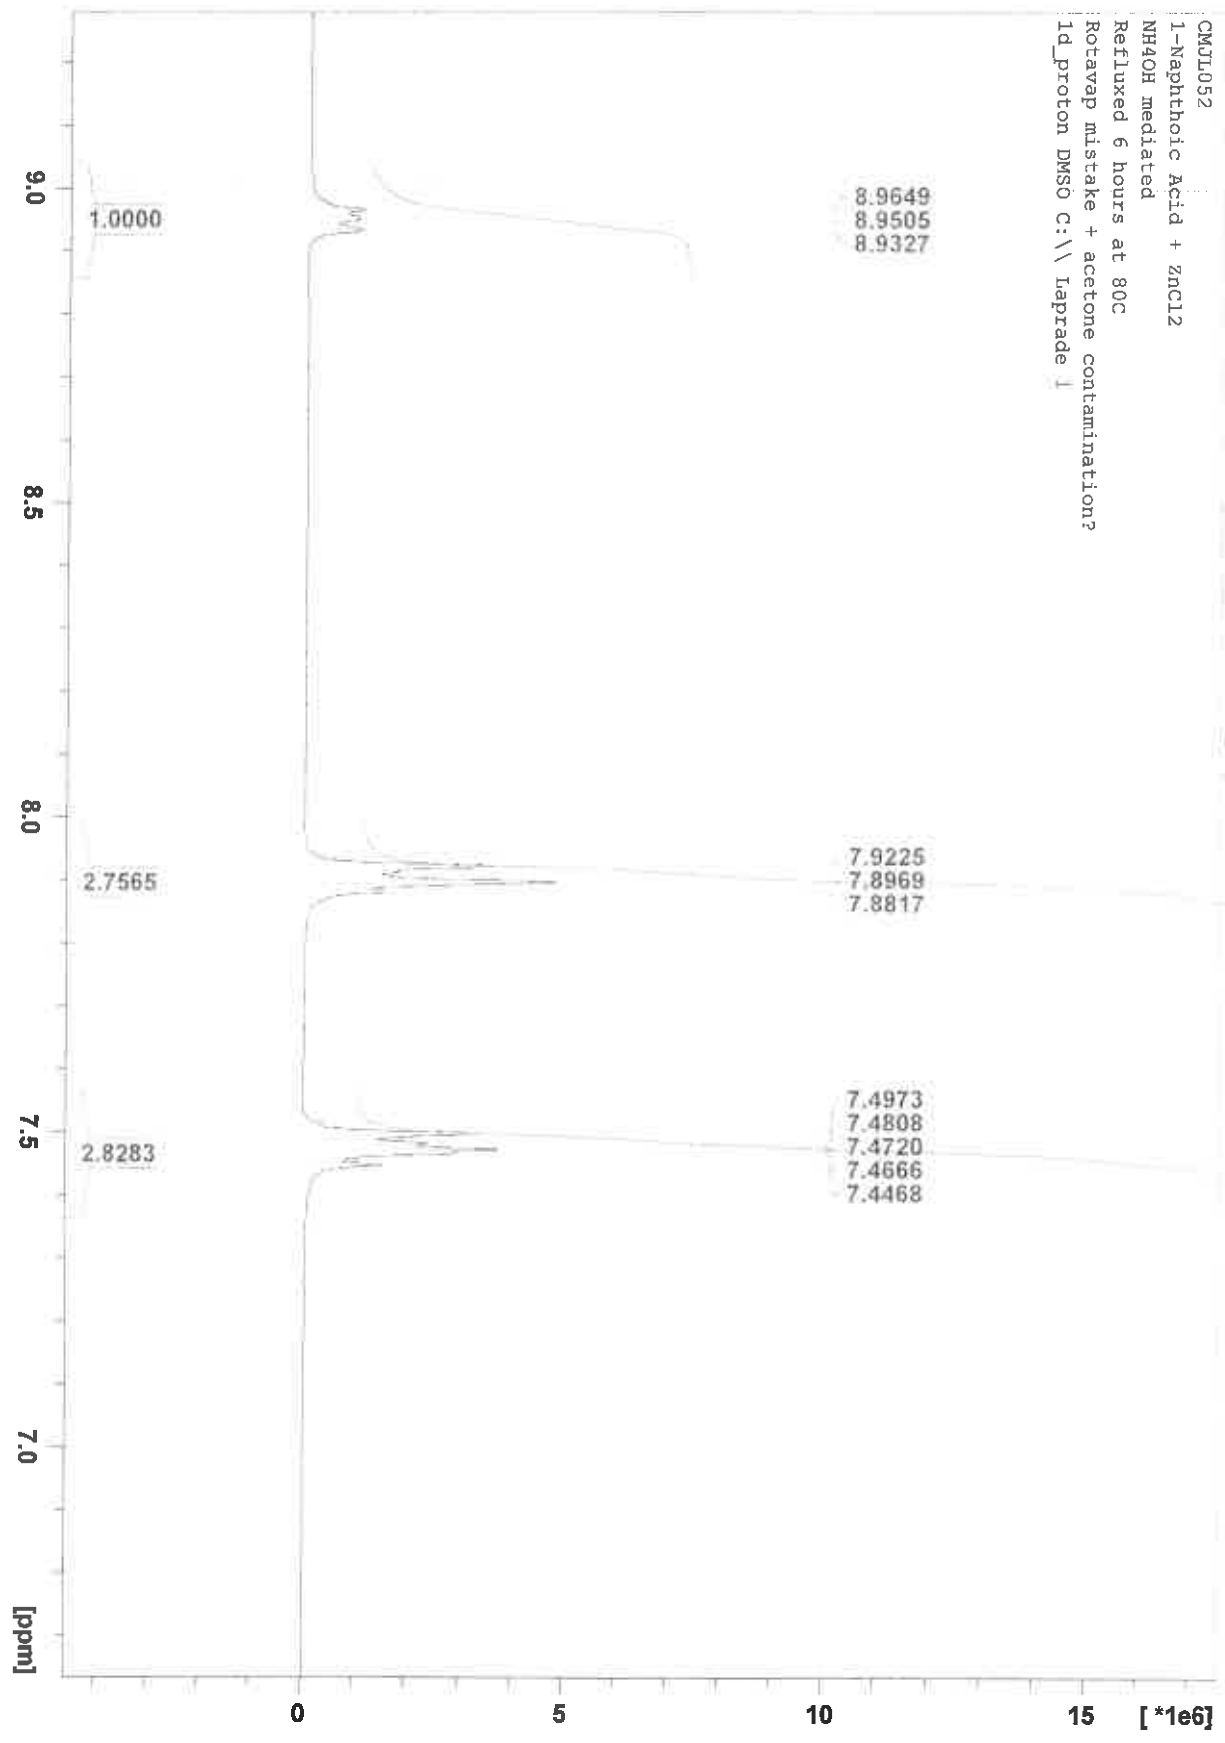 CMJL052
1-Naphthoic Acid + ZnCl2
NH4OH mediated
Refluxed 6 hours at 80C
Rotavap mistake + acetone contamination?
1d_proton DMSO C:\\ Laprade 1
8.9649
8.9505
8.9327
7.9225
7.8969
7.8817
7.4973
7.4808
7.4720
7.4666
7.4468
[ *1e6]
15
10
5
0
1.0000
2.7565
2.8283
9.0
8.5
8.0
7.5
7.0
[ppm]